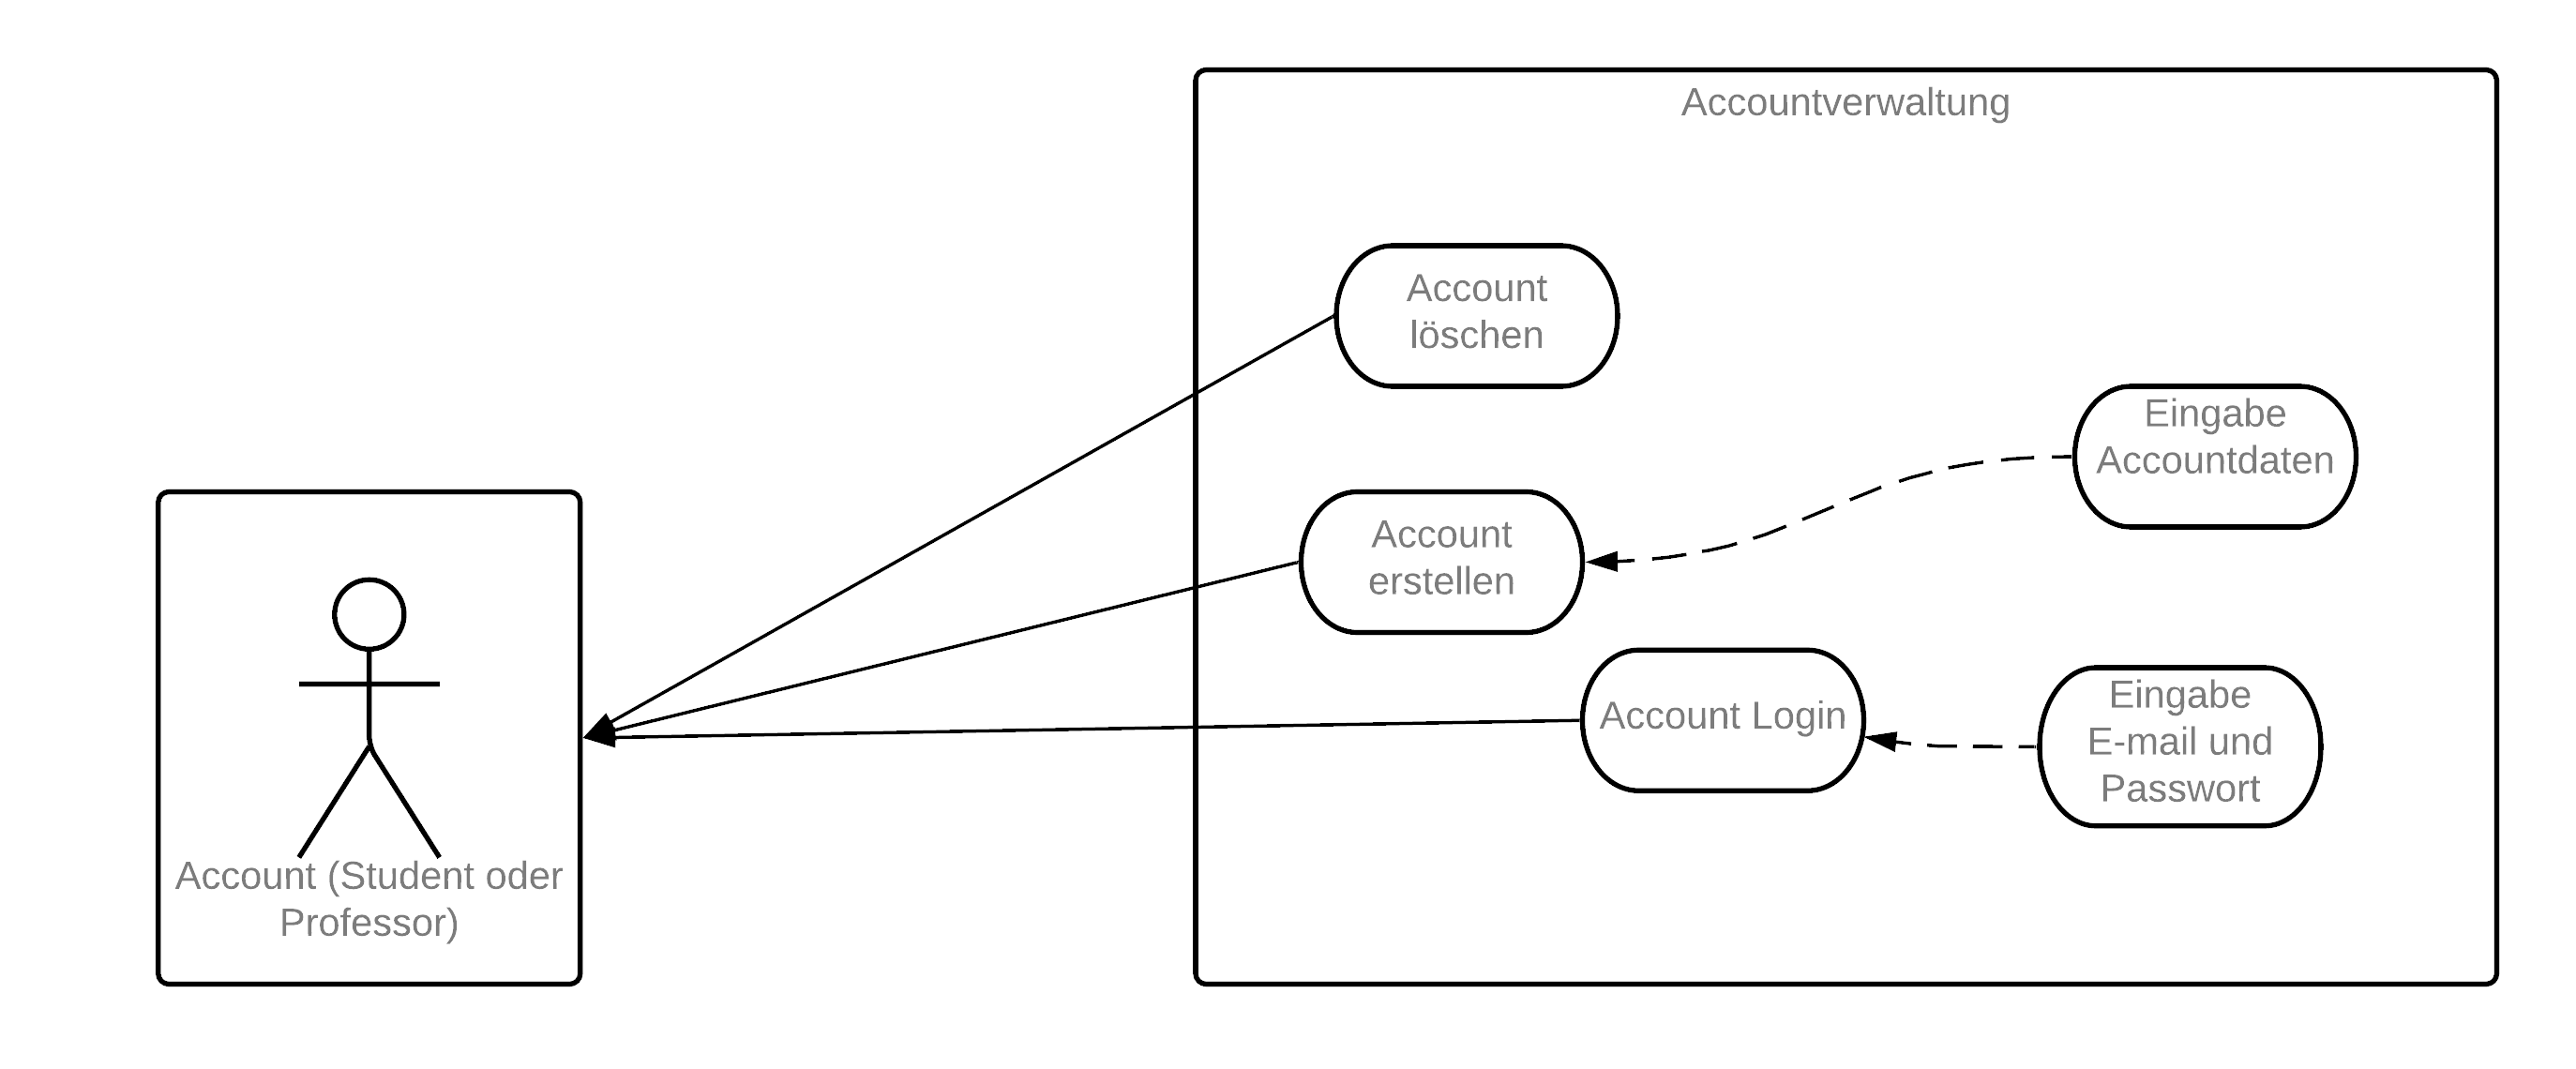 Accountverwaltung
Account
löschen
Eingabe
Accountdaten
Account
erstellen
Account Login
Eingabe
E-mail und
Passwort
Account (Student oder
Professor)